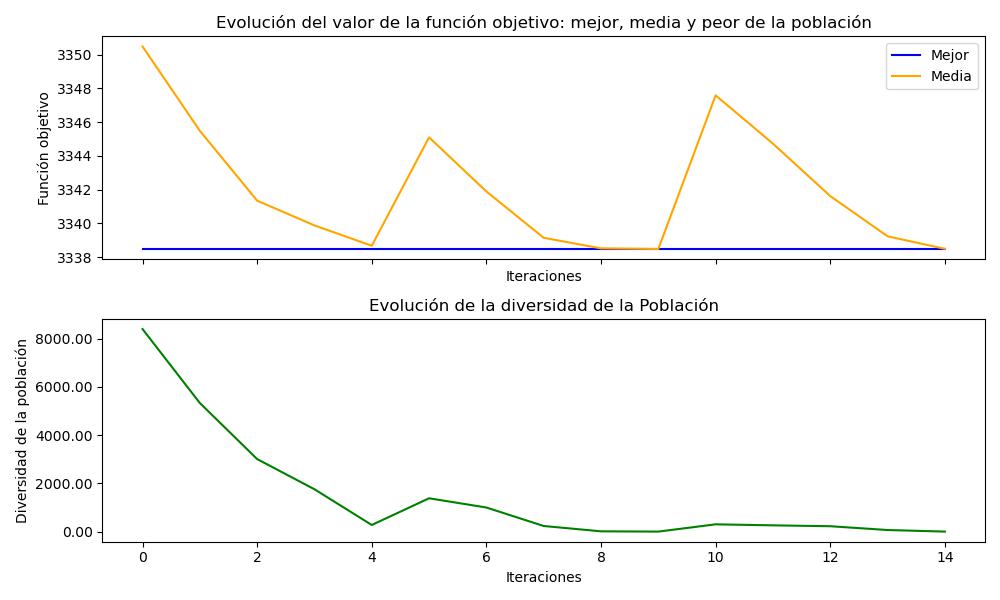 Evolución del valor de la función objetivo: mejor, media y peor de la población
Función objetivo
3350
3348
3346
3344
3342
3340
3338
Mejor
Media
Iteraciones
Evolución de la diversidad de la Población
Diversidad de la población
8000.00
6000.00
4000.00
2000.00
0.00
0 2 4 6 8 10 12 14
Iteraciones